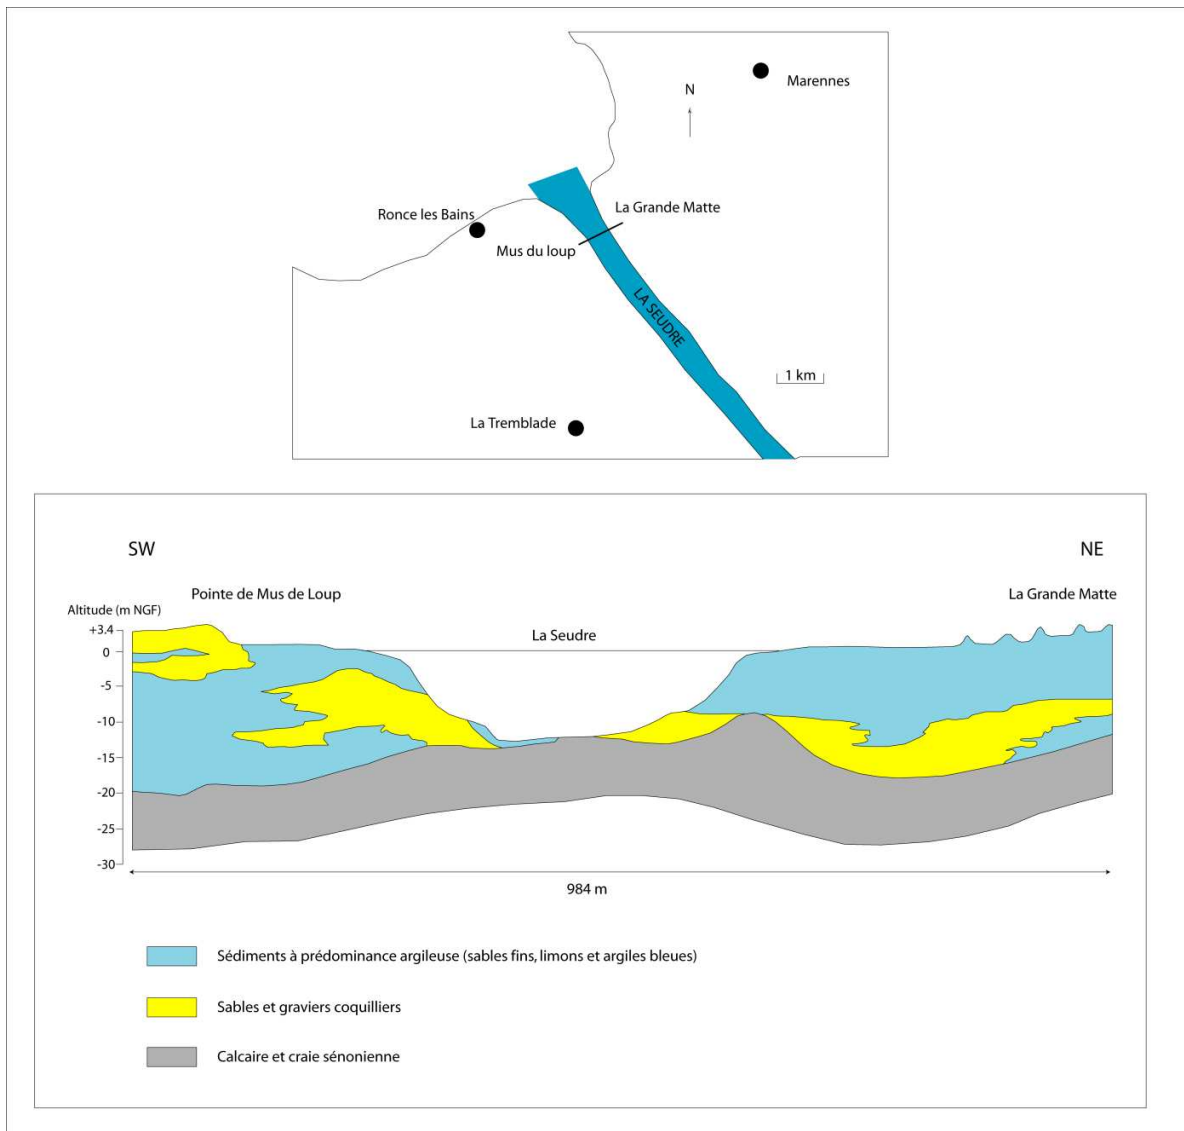 Marennes
N
La Grande Matte
Ronce les Bains
Mus du loup
LA SEUDRE
1 km
La Tremblade
SW
NE
Pointe de Mus de Loup
La Grande Matte
Altitude (m NGF)
La Seudre
+3.4
0
-5
-10
-15
-20
-25
-30
984 m
Sédiments à prédominance argileuse (sables fins, limons et argiles bleues)
Sables et graviers coquilliers
Calcaire et craie sénonienne